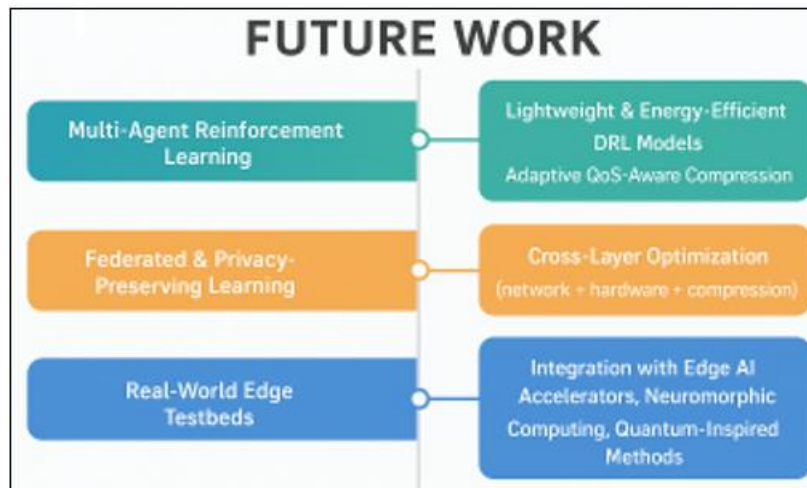 FUTURE WORK
Multi-Agent Reinforcement
Learning
Lightweight & Energy-Efficient
DRL Models
Adaptive QoS-Aware Compression
Federated & Privacy-
Preserving Learning
Cross-Layer Optimization
(network + hardware + compression)
Real-World Edge
Testbeds
Integration with Edge AI
Accelerators, Neuromorphic
Computing, Quantum-Inspired
Methods